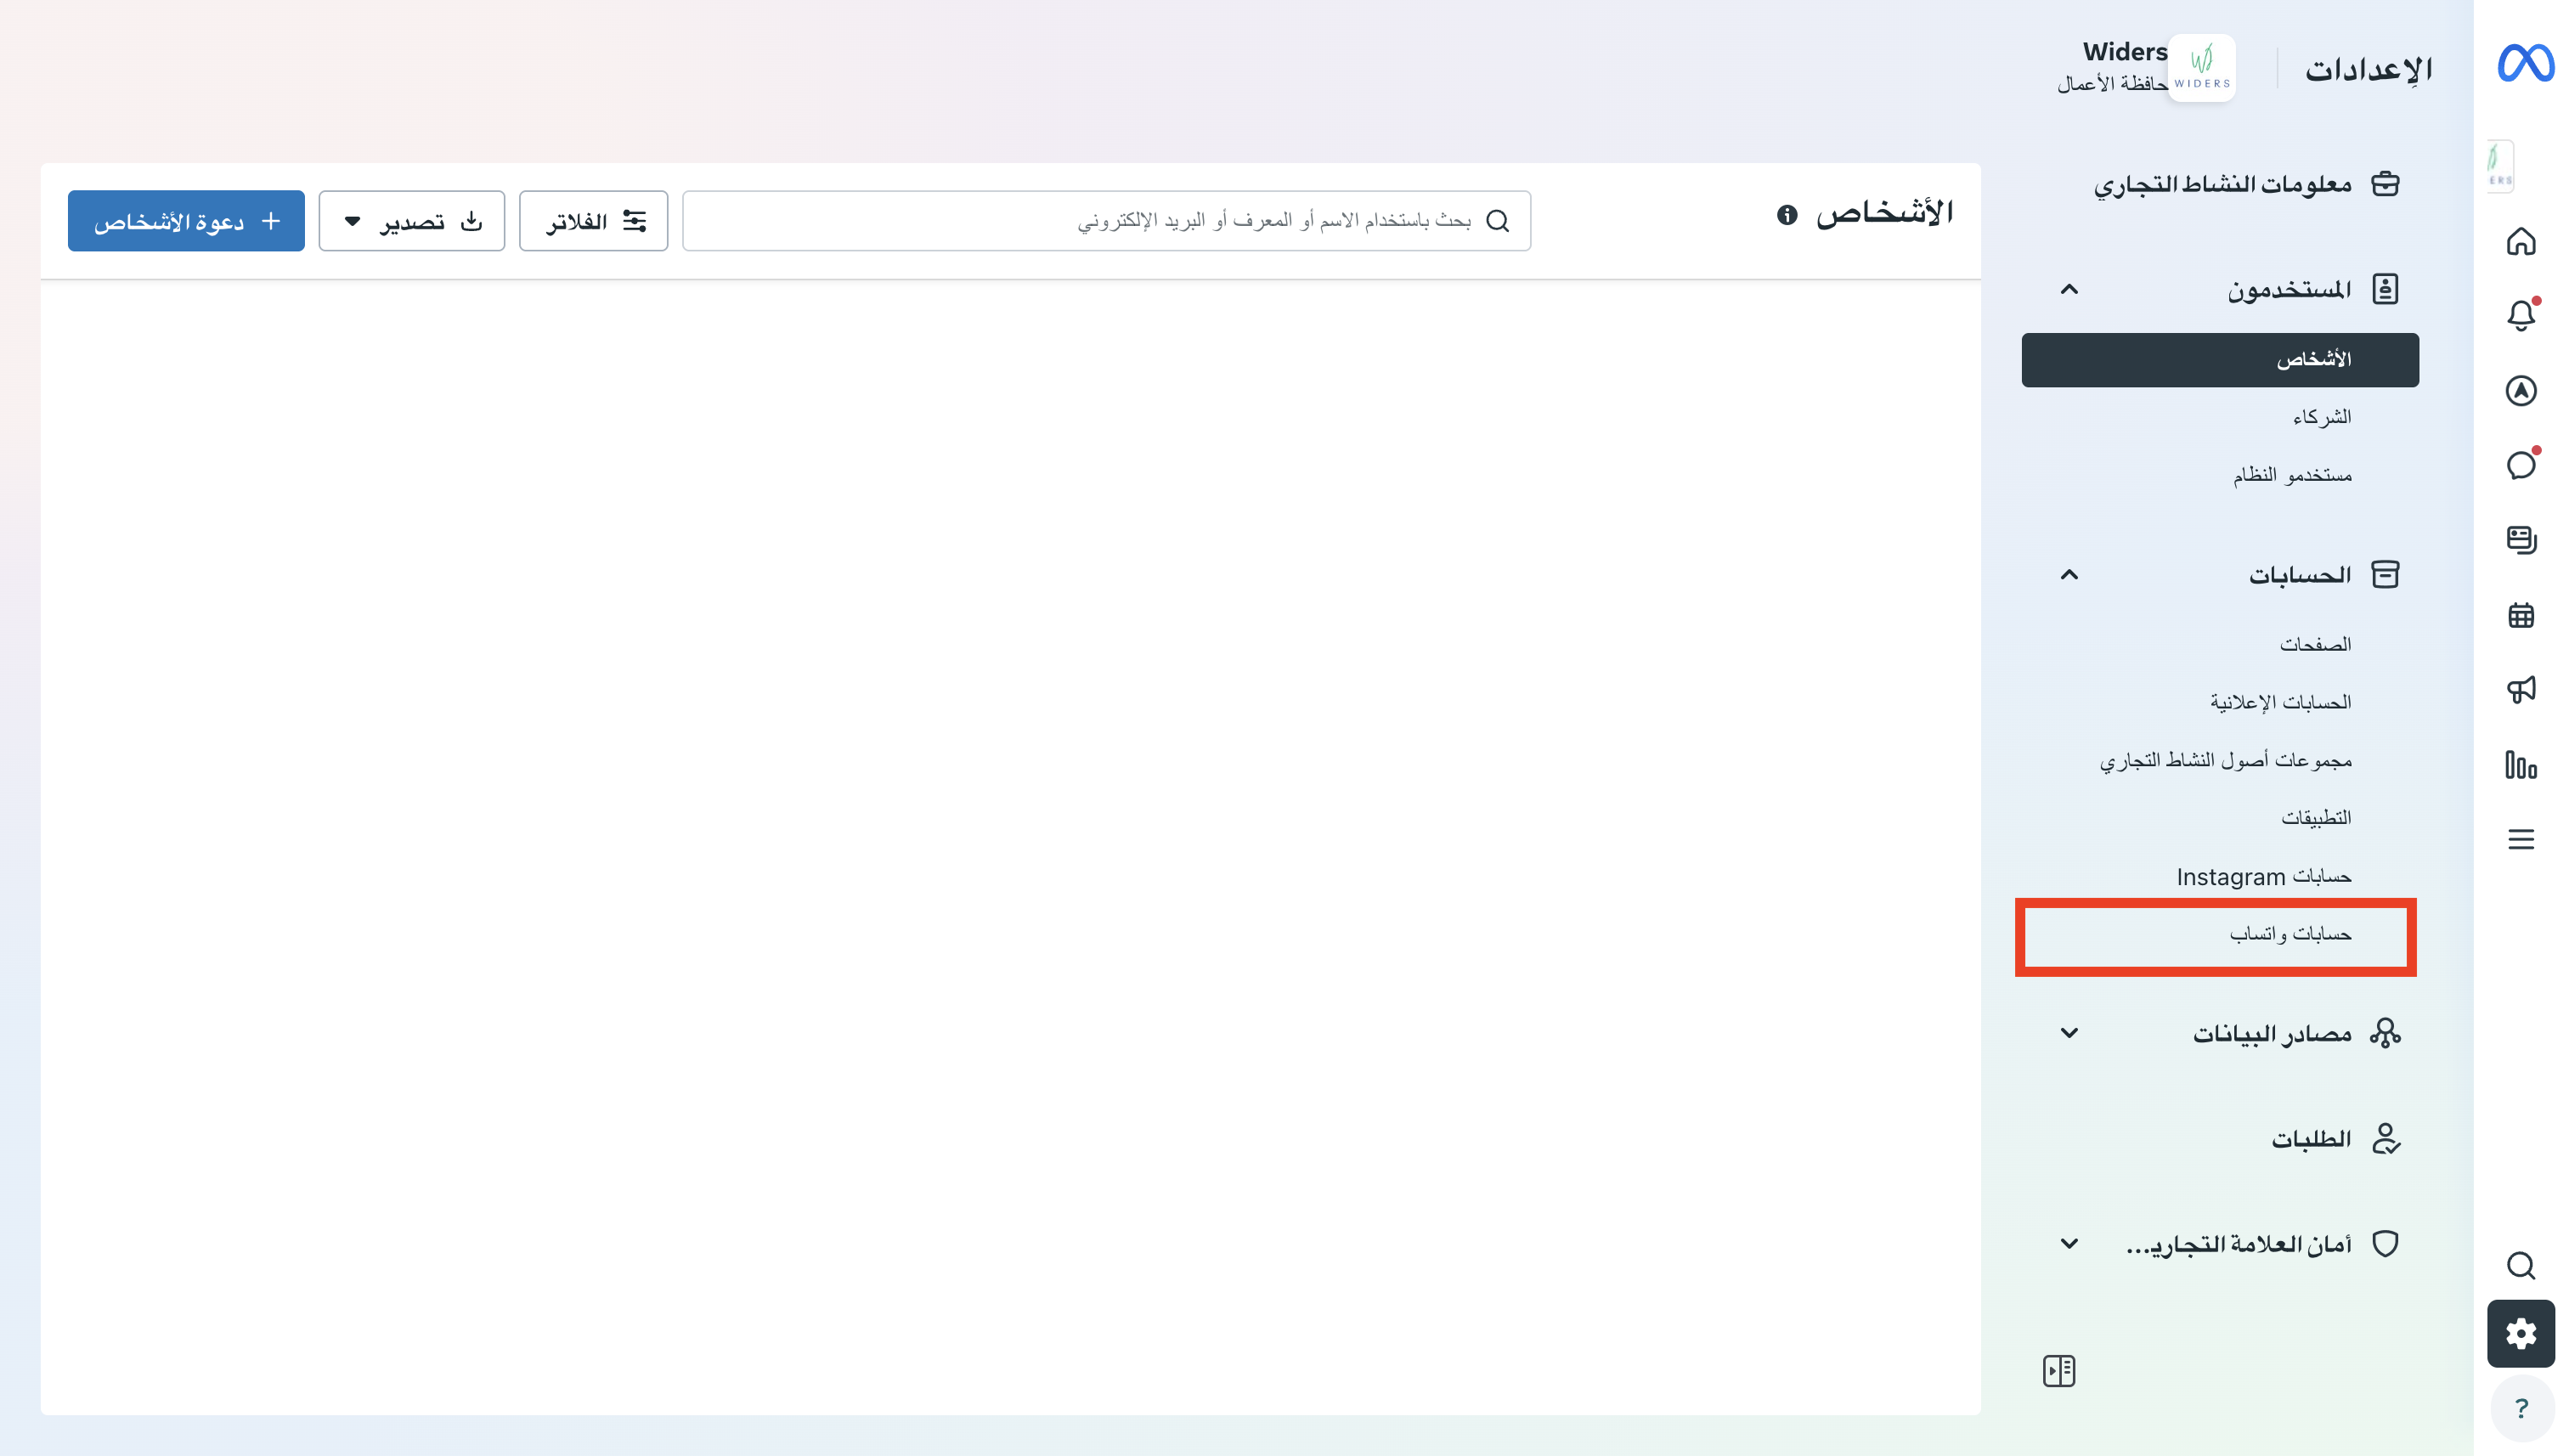 الإعدادات
Widers
حافظة الأعمال
WIDERS
ERS
معلومات النشاط التجاري
المستخدمون
الأشخاص
الشركاء
مستخدمو النظام
الحسابات
الصفحات
الحسابات الإعلانية
مجموعات أصول النشاط التجاري
التطبيقات
حسابات Instagram
حسابات واتساب
مصادر البيانات
الطلبات
أمان العلامة التجاريـ...
الأشخاص
بحث باستخدام الاسم أو المعرف أو البريد الإلكتروني
الفلاتر
تصدير
دعوة الأشخاص
?